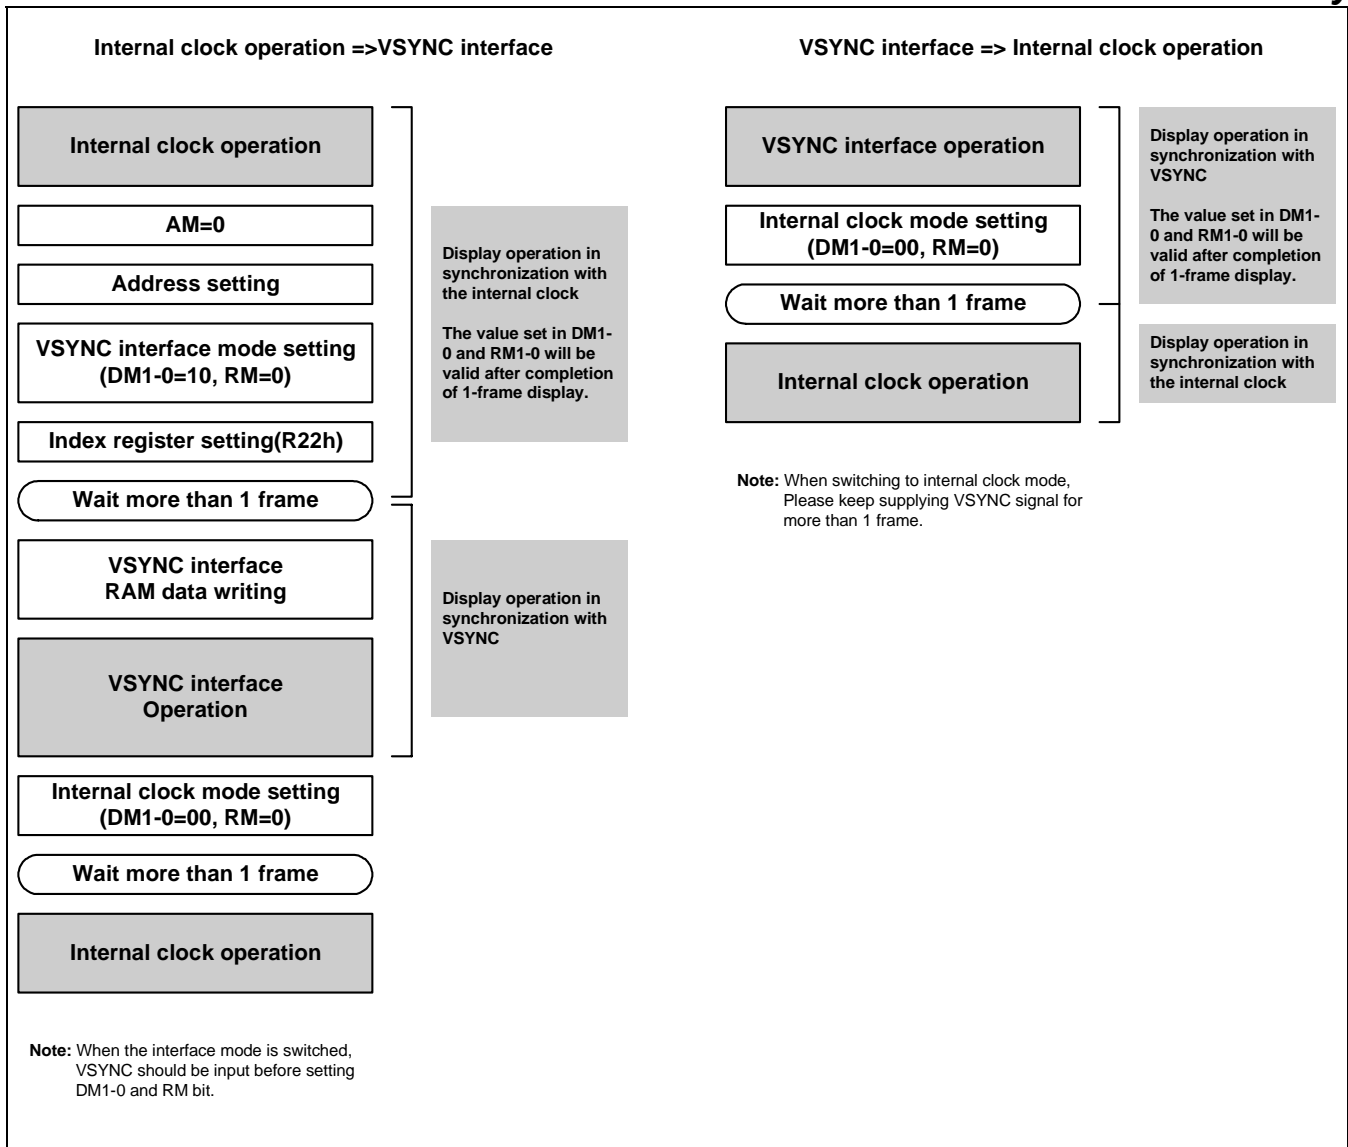 Internal clock operation =>VSYNC interface
Internal clock operation
AM=0
Address setting
VSYNC interface mode setting
(DM1-0=10, RM=0)
Index register setting(R22h)
Wait more than 1 frame
VSYNC interface
RAM data writing
VSYNC interface
Operation
Internal clock mode setting
(DM1-0=00, RM=0)
Wait more than 1 frame
Internal clock operation
Display operation in
synchronization with
the internal clock
The value set in DM1-
0 and RM1-0 will be
valid after completion
of 1-frame display.
Display operation in
synchronization with
VSYNC
Note: When the interface mode is switched,
VSYNC should be input before setting
DM1-0 and RM bit.
VSYNC interface => Internal clock operation
VSYNC interface operation
Internal clock mode setting
(DM1-0=00, RM=0)
Wait more than 1 frame
Internal clock operation
Display operation in
synchronization with
VSYNC
The value set in DM1-
0 and RM1-0 will be
valid after completion
of 1-frame display.
Display operation in
synchronization with
the internal clock
Note: When switching to internal clock mode,
Please keep supplying VSYNC signal for
more than 1 frame.